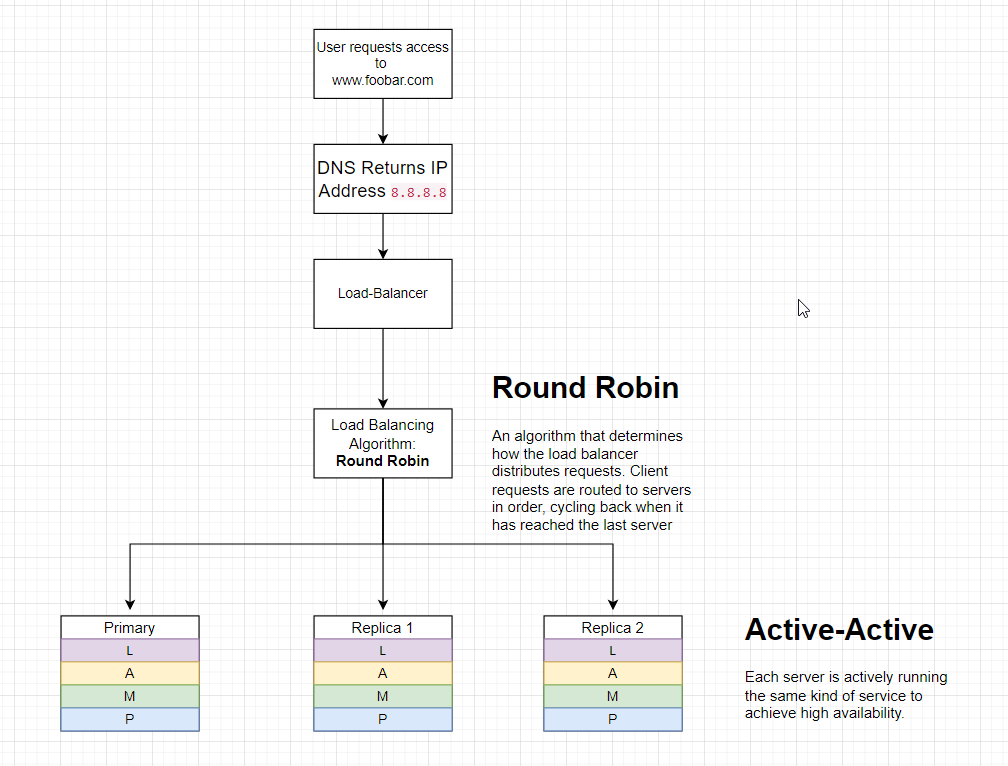 User requests access
to
www.foobar.com
DNS Returns IP
Address 8.8.8.8
Load-Balancer
Round Robin
Load Balancing
Algorithm:
Round Robin
An algorithm that determines
how the load balancer
distributes requests. Client
requests are routed to servers
in order, cycling back when it
has reached the last server
Primary
L
A
M
P
Replica 1
L
A
M
P
Replica 2
L
A
M
P
Active-Active
Each server is actively running
the same kind of service to
achieve high availability.